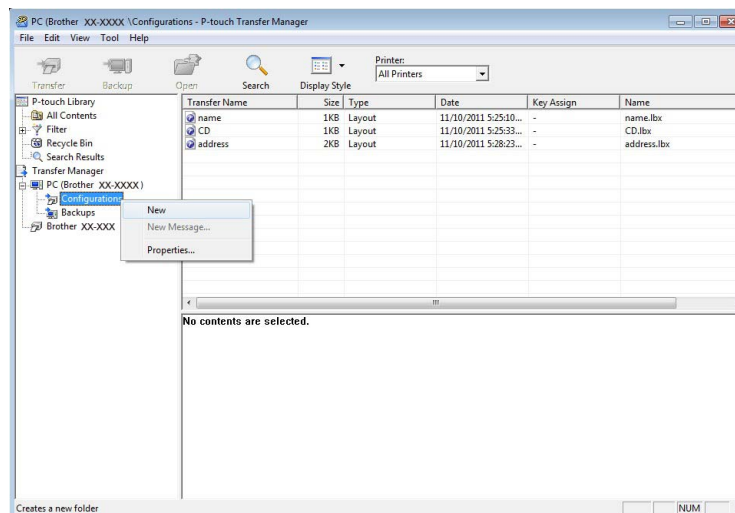 PC (Brother XX-XXXX \Configurations - P-touch Transfer Manager
File Edit View Tool Help
Transfer Backup Open Search Display Style Printer: All Printers
P-touch Library
All Contents
Filter
Recycle Bin
Search Results
Transfer Manager
PC (Brother XX-XXXX)
Configurations
Backups
Brother XX-XXX
New
New Message...
Properties...
Transfer Name Size Type Date Key Assign Name
name 1KB Layout 11/10/2011 5:25:10... - name.lbx
CD 1KB Layout 11/10/2011 5:25:33... - CD.lbx
address 2KB Layout 11/10/2011 5:28:23... - address.lbx
No contents are selected.
Creates a new folder NUM